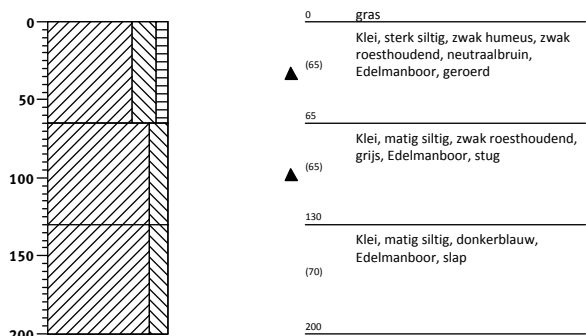 0
50
100
150
200
0 gras
Klei, sterk siltig, zwak humeus, zwak
roesthoudend, neutraalbruin,
Edelmanboor, geroerd
(65)
65
Klei, matig siltig, zwak roesthoudend,
grijs, Edelmanboor, stug
(65)
130
Klei, matig siltig, donkerblauw,
Edelmanboor, slap
(70)
200